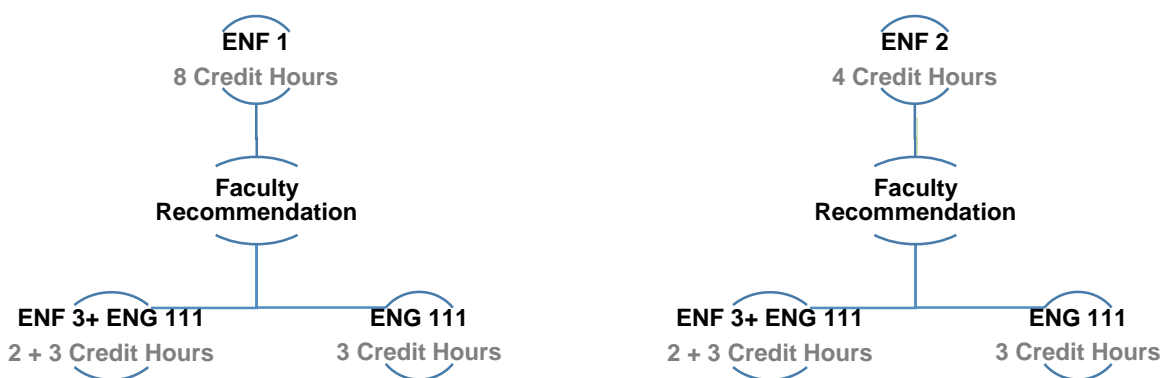 ENF 1
8 Credit Hours
Faculty
Recommendation
ENF 3+ ENG 111
2 + 3 Credit Hours
ENG 111
3 Credit Hours
ENF 2
4 Credit Hours
Faculty
Recommendation
ENF 3+ ENG 111
2 + 3 Credit Hours
ENG 111
3 Credit Hours